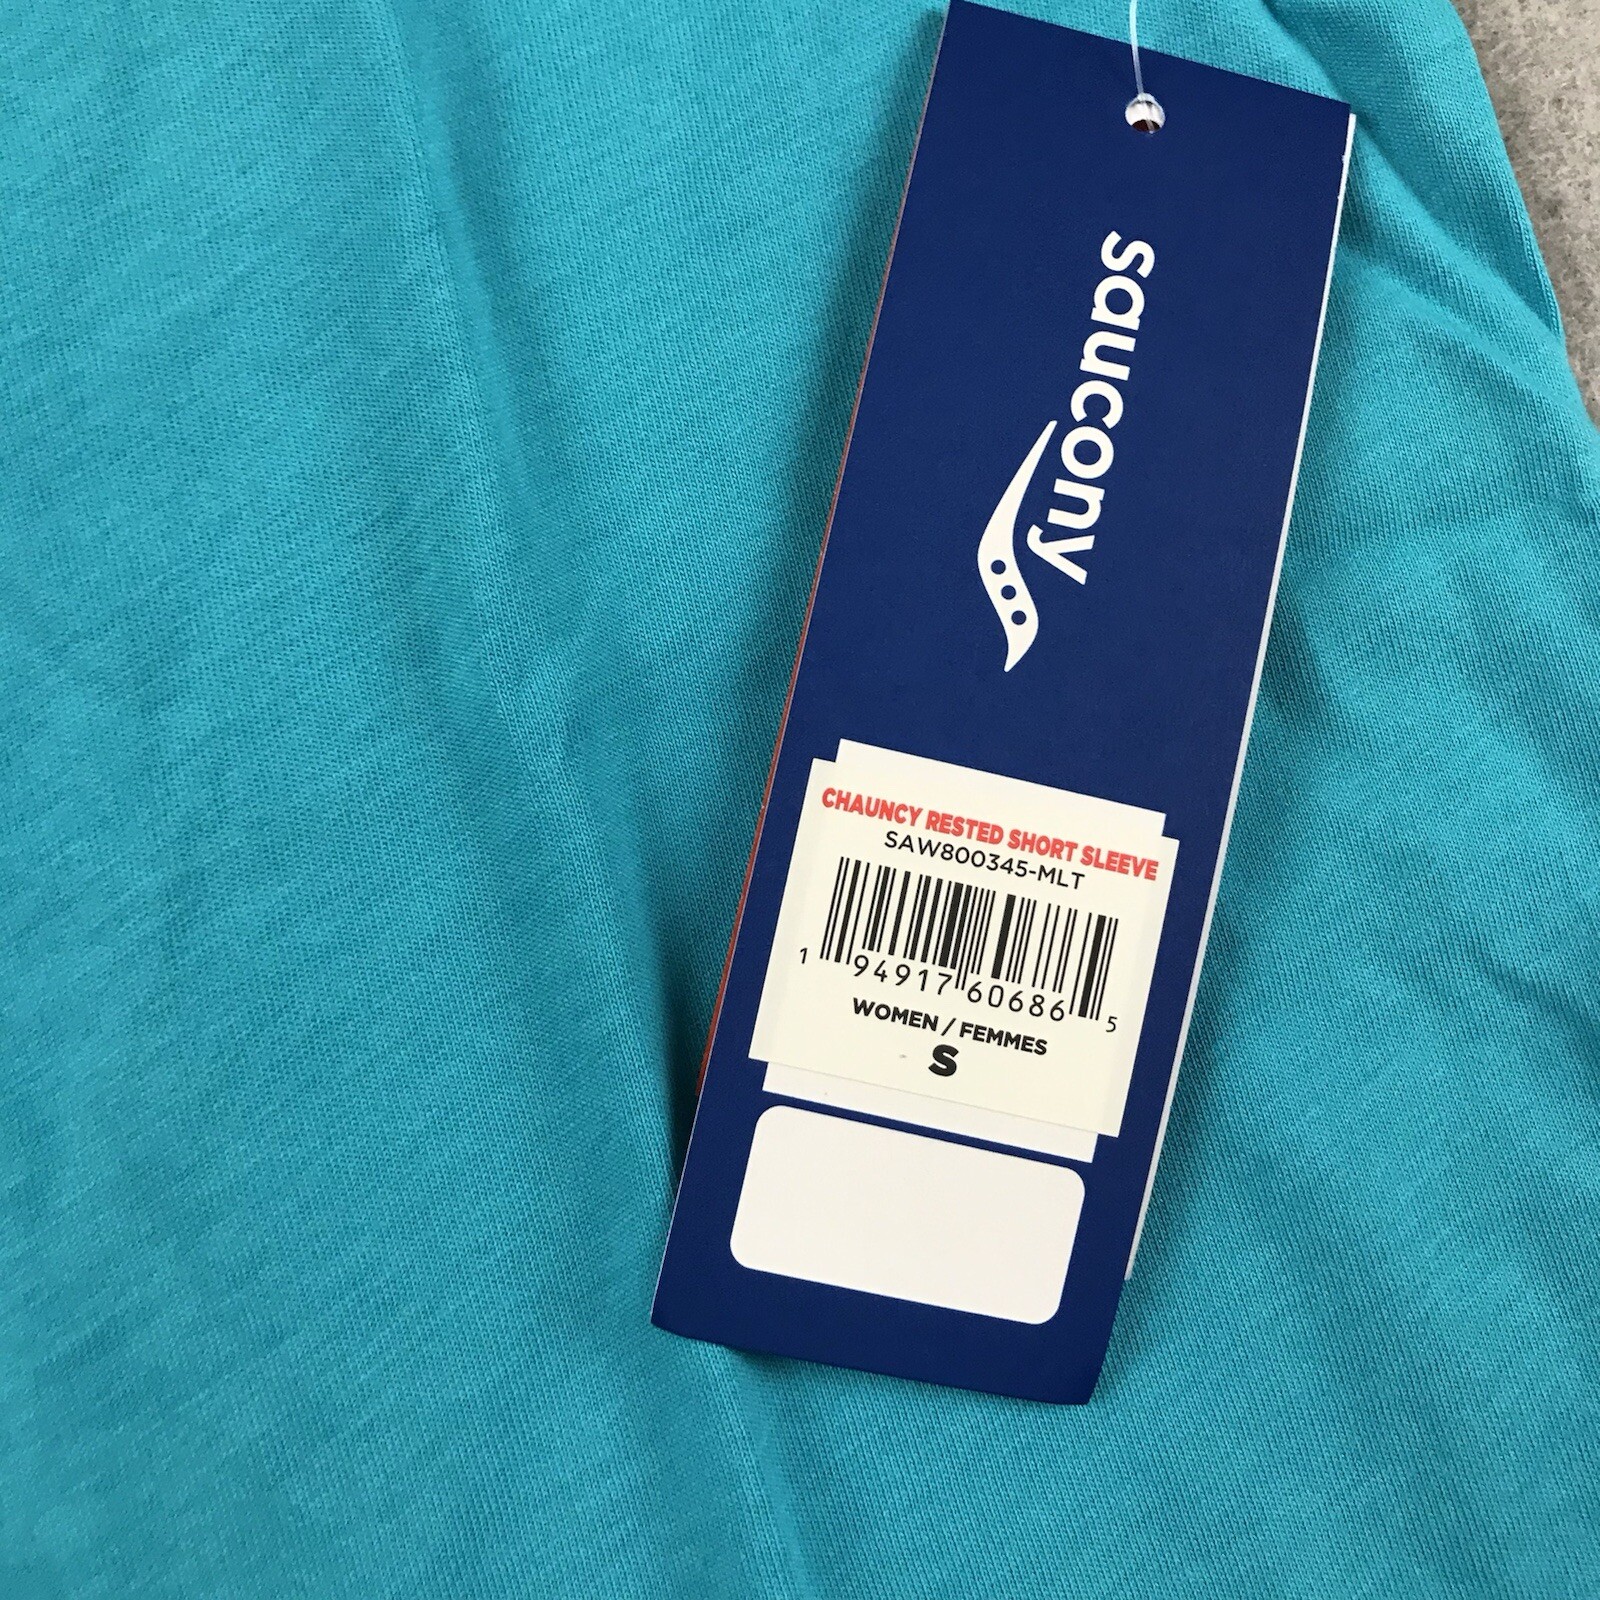 saucony
CHAUNCY RESTED SHORT SLEEVE
SAW800345-MLT
1 94917 60686 5
WOMEN / FEMMES
S